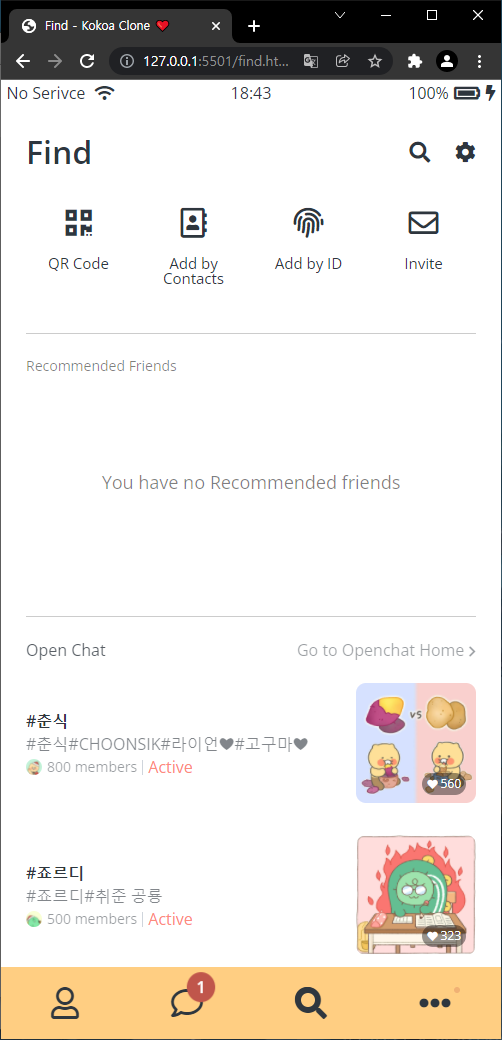 Find - Kokoa Clone ❤️
127.0.0.1:5501/find.ht...
No Serivce
18:43
100%
Find
QR Code
Add by
Contacts
Add by ID
Invite
Recommended Friends
You have no Recommended friends
Open Chat
Go to Openchat Home >
#춘식
#춘식#CHOONSIK#라이언♥#고구마♥
800 members | Active
vs
560
#죠르디
#죠르디#취준 공룡
500 members | Active
323
1